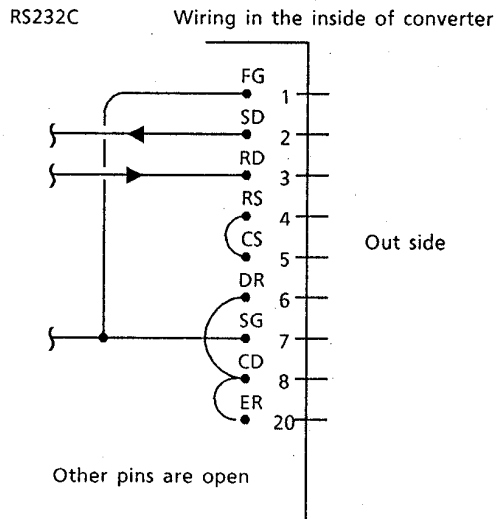 RS232C Wiring in the inside of converter
FG 1
SD 2
RD 3
RS 4
CS 5
DR 6
SG 7
CD 8
ER 20
Out side
Other pins are open